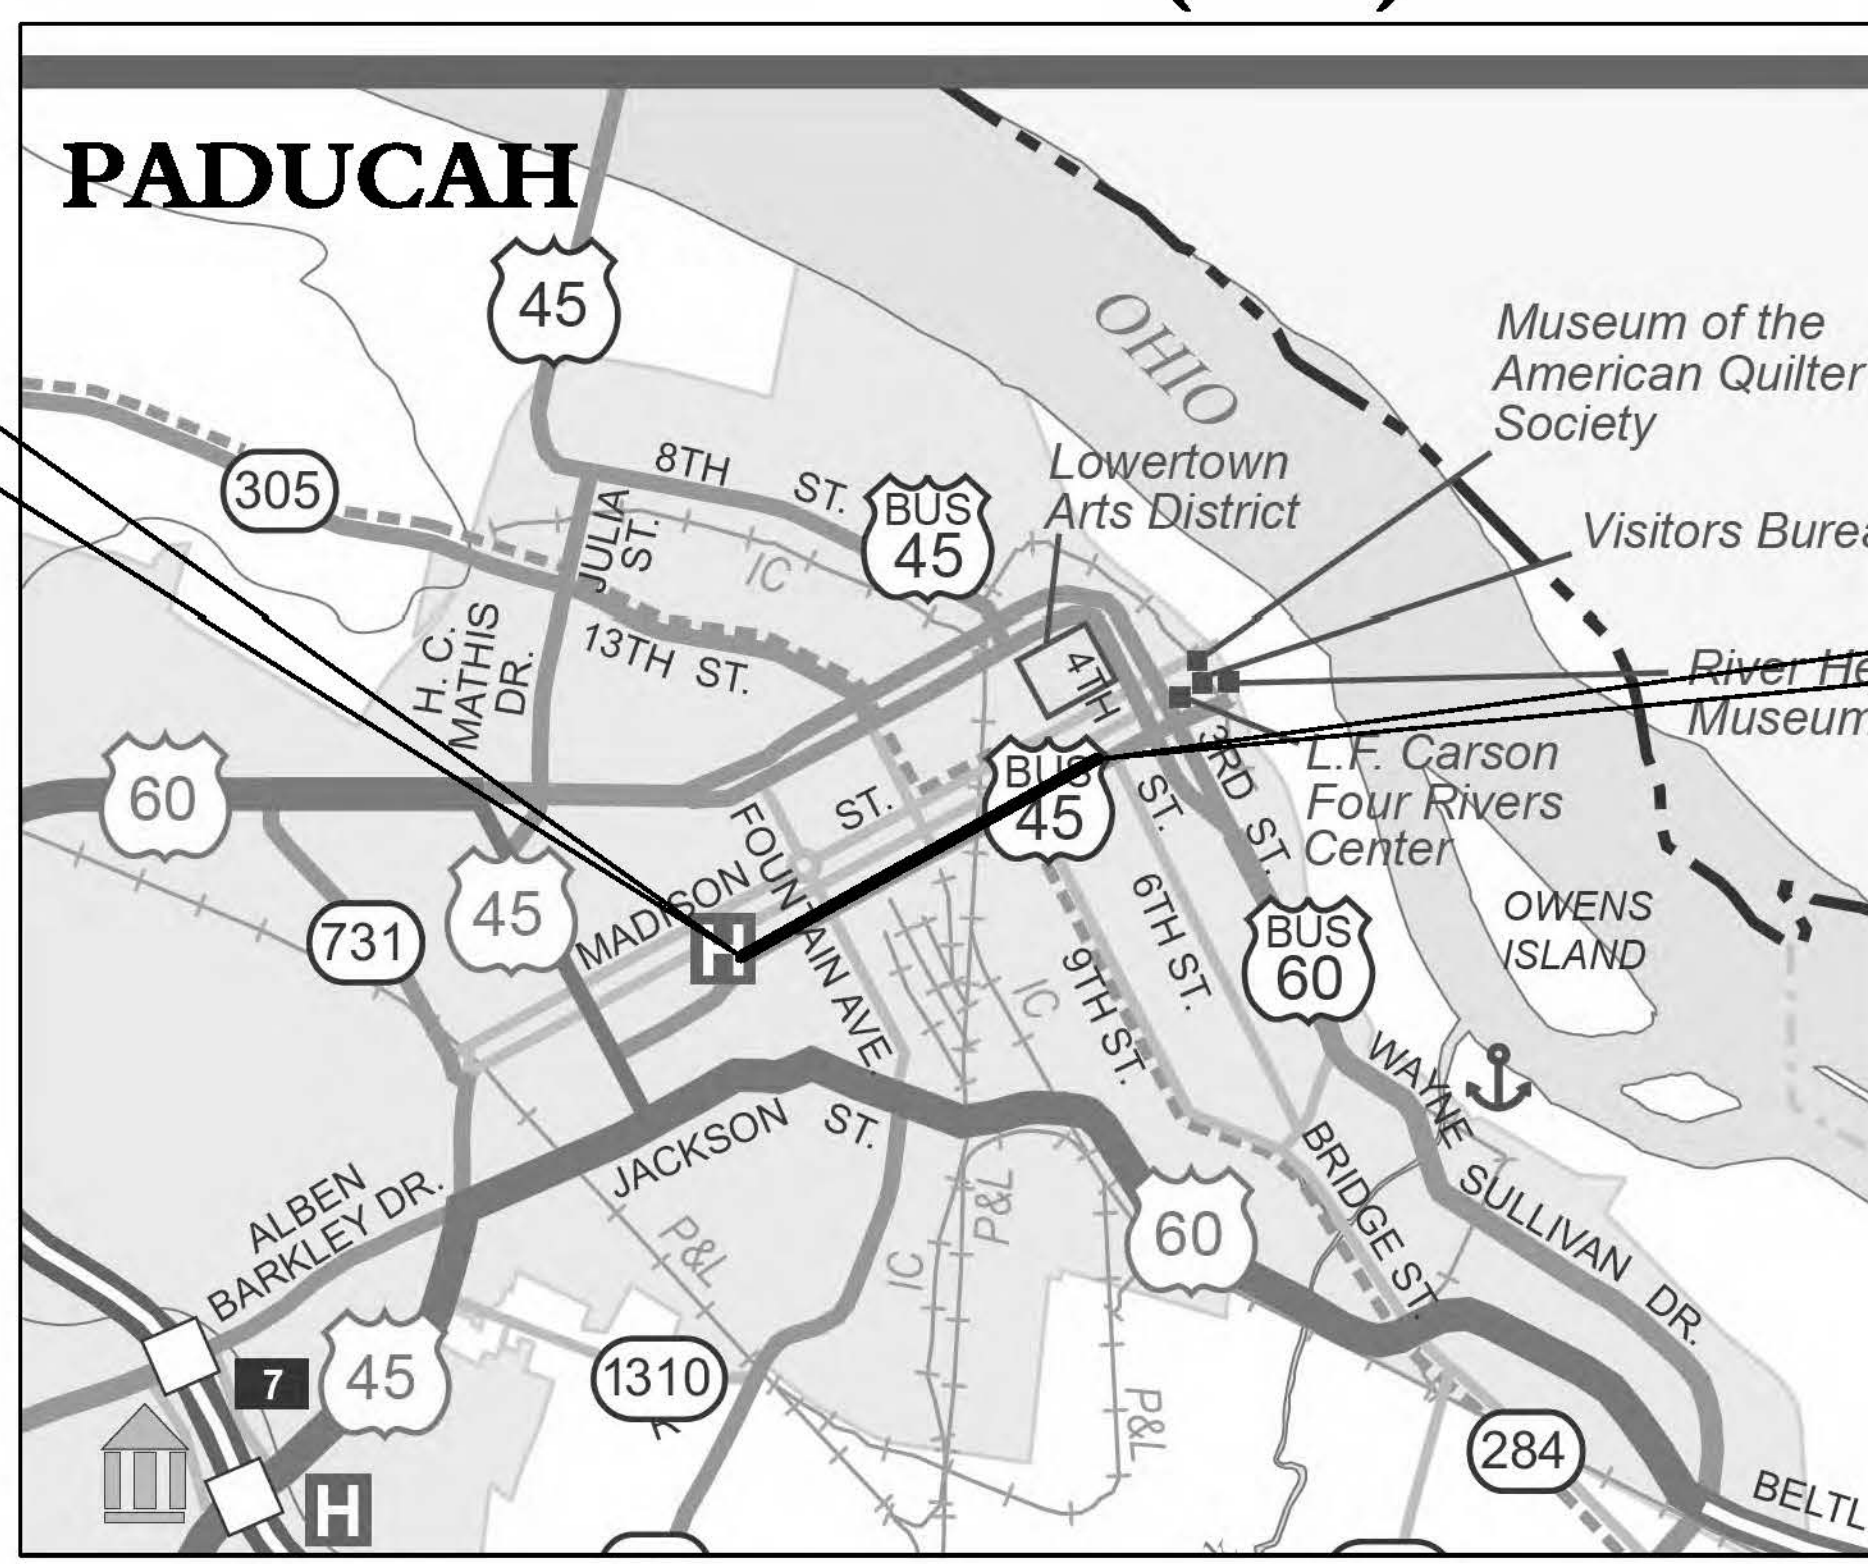 PADUCAH
45
OHIO
Museum of the
American Quilter
Society
305
8TH ST.
BUS
45
Lowertown
Arts District
Visitors Burea
JULIA
ST.
IC
H. C.
MATHIS
DR.
13TH ST.
4TH
ST.
River He
Museum
3RD ST.
L.F. Carson
Four Rivers
Center
60
BUS
45
MADISON ST.
FOUNTAIN AVE.
45
731
H
6TH ST.
9TH ST.
IC
BUS
60
OWENS
ISLAND
WAYNE SULLIVAN DR.
JACKSON ST.
BRIDGE ST.
ALBEN
BARKLEY DR.
P&L
P&L
IC
60
45
7
1310
P&L
284
H
BELTL